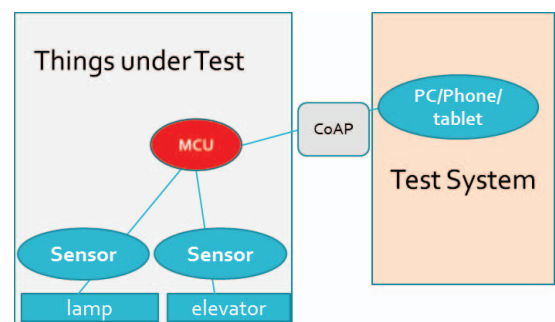 Things under Test
MCU
CoAP
PC/Phone/
tablet
Test System
Sensor
Sensor
lamp
elevator